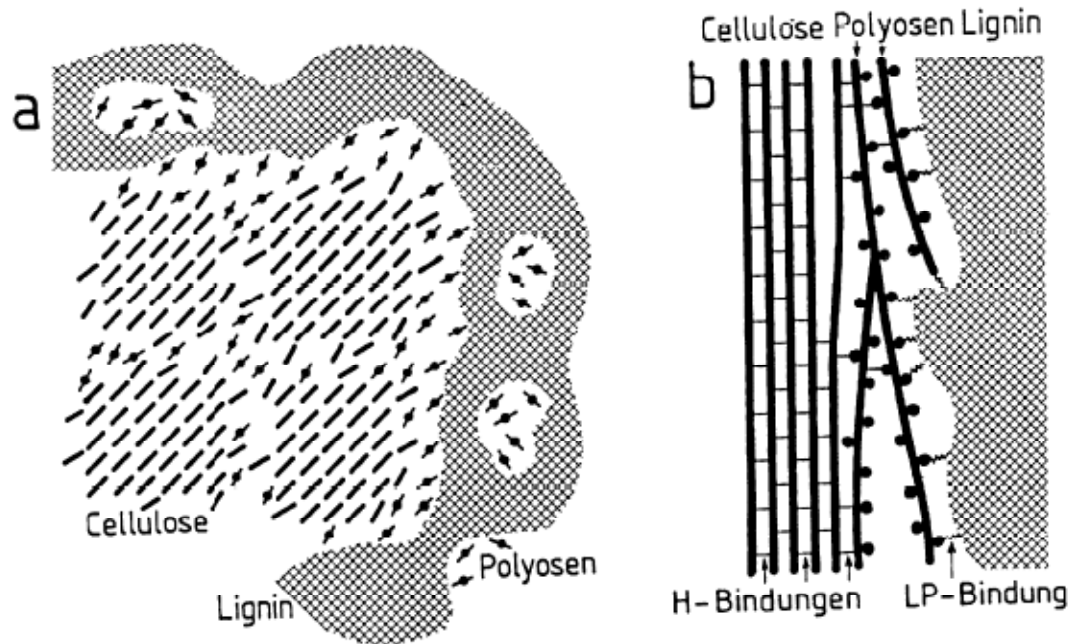 a
Cellulose
Lignin
Polyosen
b
Cellulose Polyosen Lignin
H-Bindungen
LP-Bindung